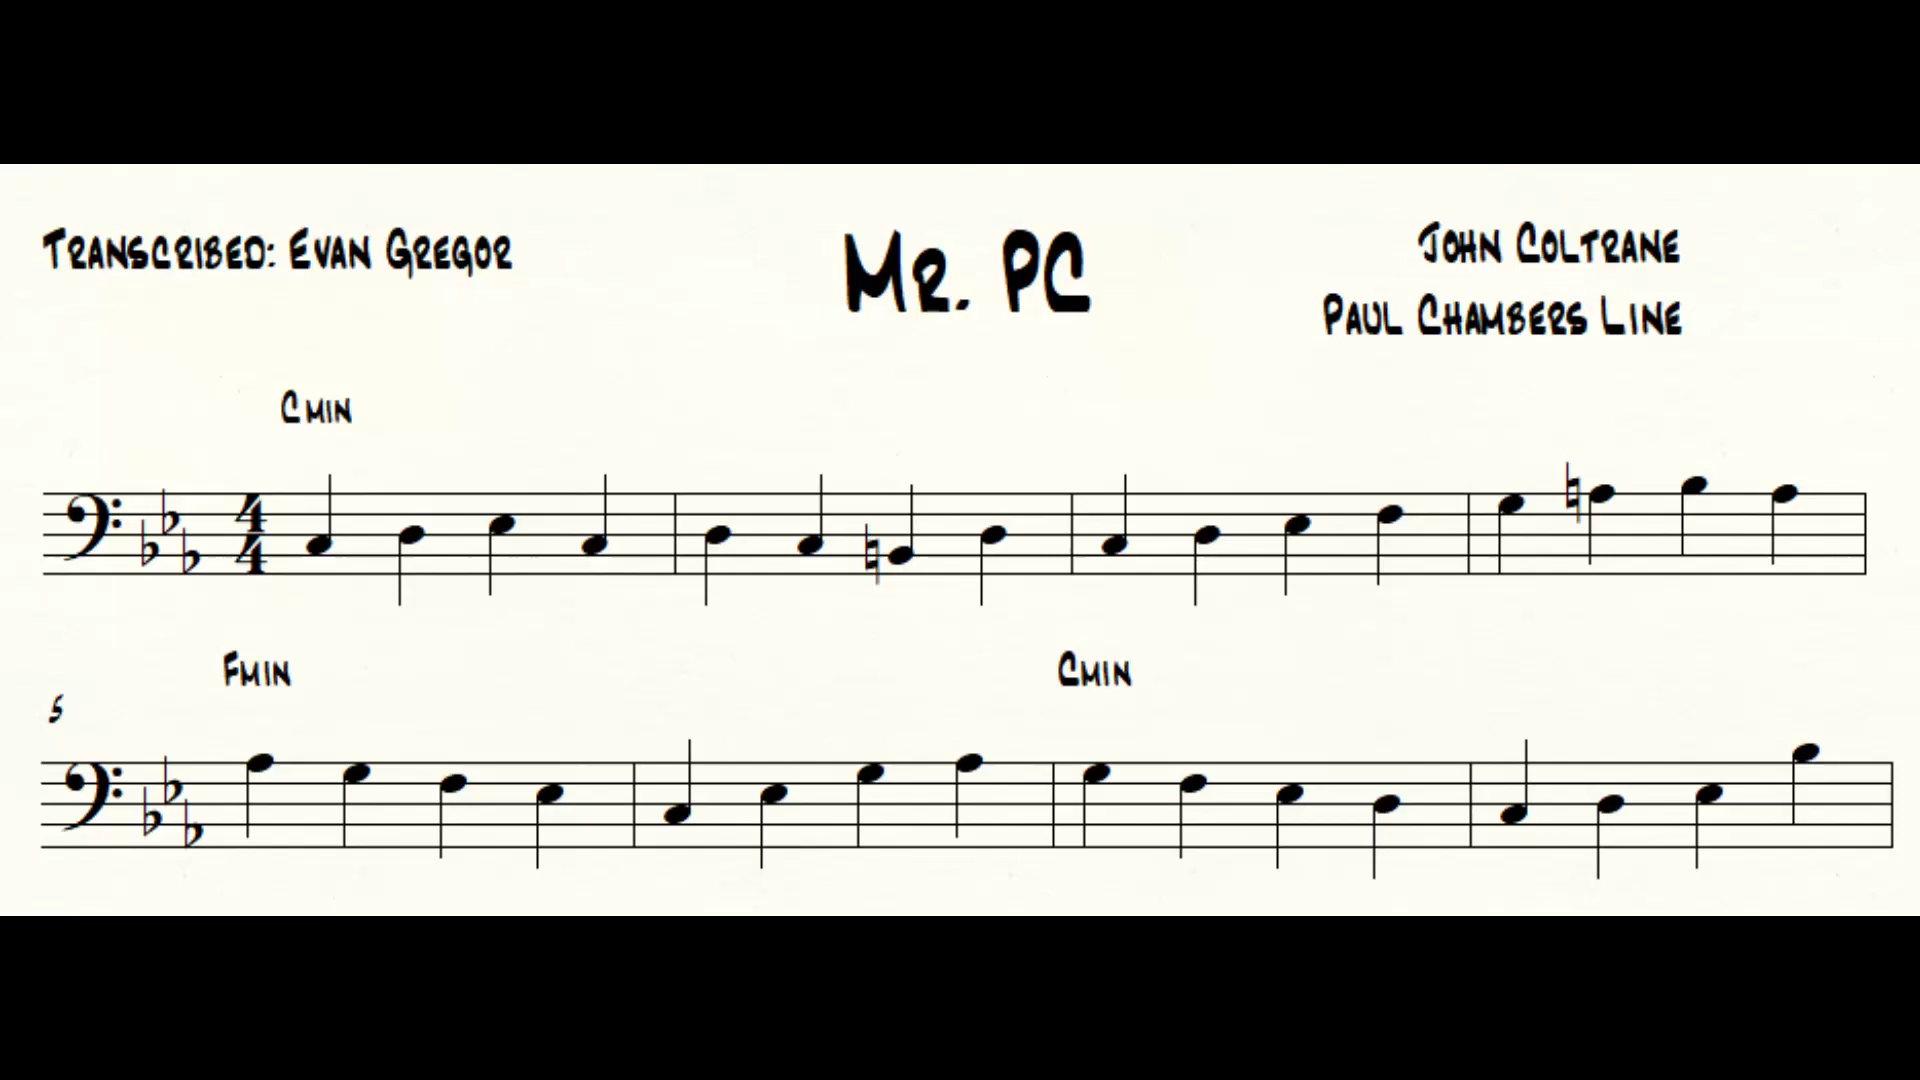 Transcribed: Evan Gregor
Mr. PC
John Coltrane
Paul Chambers Line
Cmin
4
4
Fmin
Cmin
5